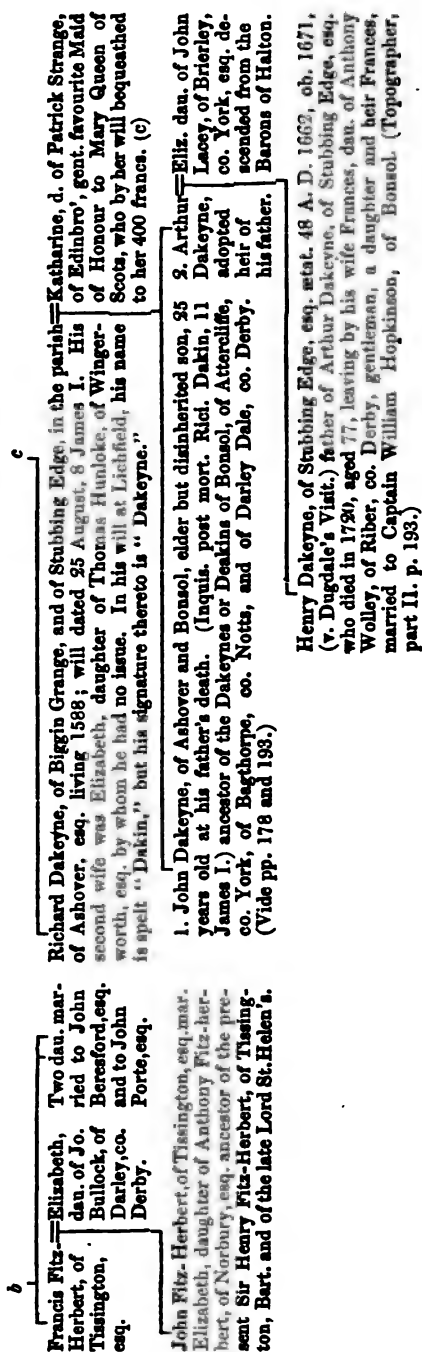 b
Francis Fitz-
Herbert, of
Tissington,
esq.
Elizabeth,
dau. of Jo.
Bullock, of
Darley,co.
Derby.
Two dau. mar-
ried to John
Beresford,esq.
and to John
Porte,esq.
John Fitz-Herbert,of Tissington,esq.mar.
Elizabeth, daughter of Anthony Fitz-her-
bert, of Norbury, esq. ancestor of the pre-
sent Sir Henry Fitz-Herbert, of Tissing-
ton, Bart. and of the late Lord St.Helen's.
c
Richard Dakeyne, of Biggin Grange, and of Stubbing Edge, in the parish
of Ashover, esq. living 1588; will dated 25 August, 8 James I. His
second wife was Elizabeth, daughter of Thomas Hunloke, of Winger-
worth, esq. by whom he had no issue. In his will at Lichfield, his name
is spelt "Dakin," but his signature thereto is "Dakeyne."
Katharine, d. of Patrick Strange,
of Edinbro', gent. favourite Maid
of Honour to Mary Queen of
Scots, who by her will bequeathed
to her 400 francs. (c)
1. John Dakeyne, of Ashover and Bonsol, elder but disinherited son, 25
years old at his father's death. (Inquis. post mort. Ricl. Dakin, 11
James I.) ancestor of the Dakeynes or Deakins of Bonsol, of Attercliffe,
co. York, of Bagthorpe, co. Notts, and of Darley Dale, co. Derby.
(Vide pp. 178 and 193.)
2. Arthur
Dakeyne,
adopted
heir of
his father.
Eliz. dau. of John
Lacey, of Brierley,
co. York, esq. de-
scended from the
Barons of Halton.
Henry Dakeyne, of Stubbing Edge, esq. ætat. 48 A. D. 1662, ob. 1671,
(v. Dugdale's Visit.) father of Arthur Dakeyne, of Stubbing Edge, esq.
who died in 1720, aged 77, leaving by his wife Frances, dau. of Anthony
Wolley, of Riber, co. Derby, gentleman, a daughter and heir Frances,
married to Captain William Hopkinson, of Bonsol. (Topographer,
part II. p. 193.)